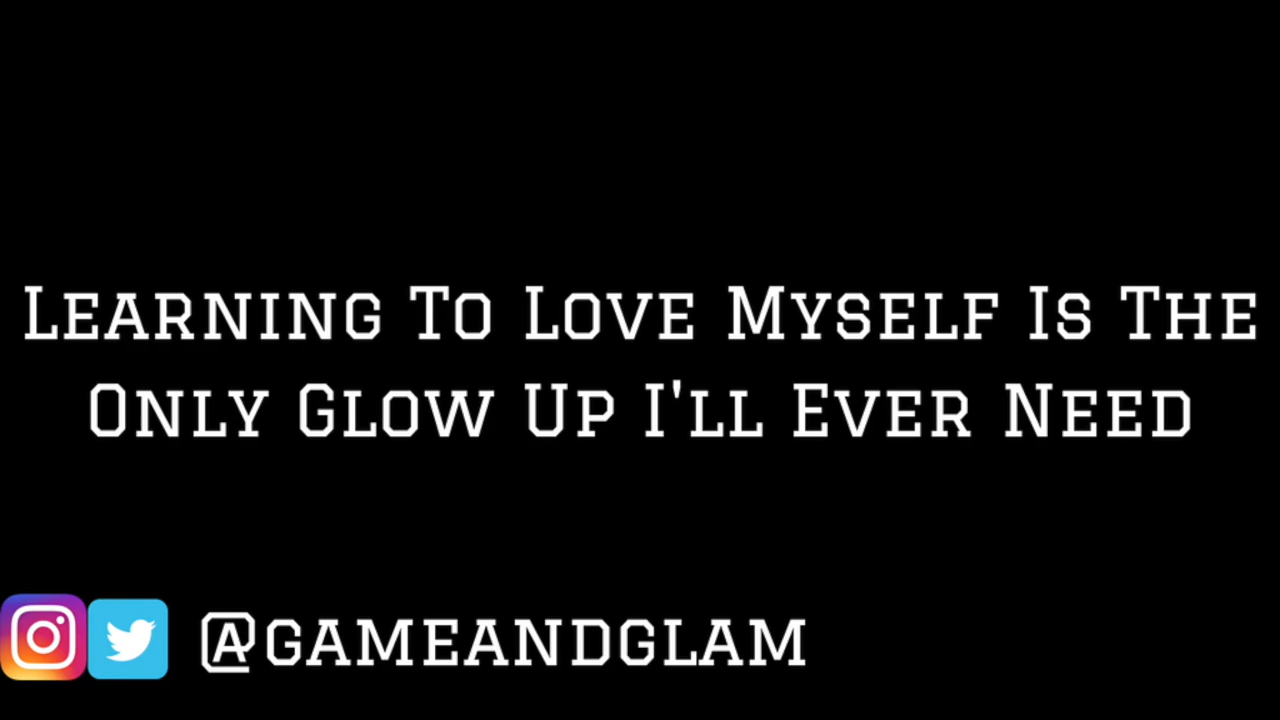 Learning To Love Myself Is The
Only Glow Up I'll Ever Need
@GAMEANDGLAM